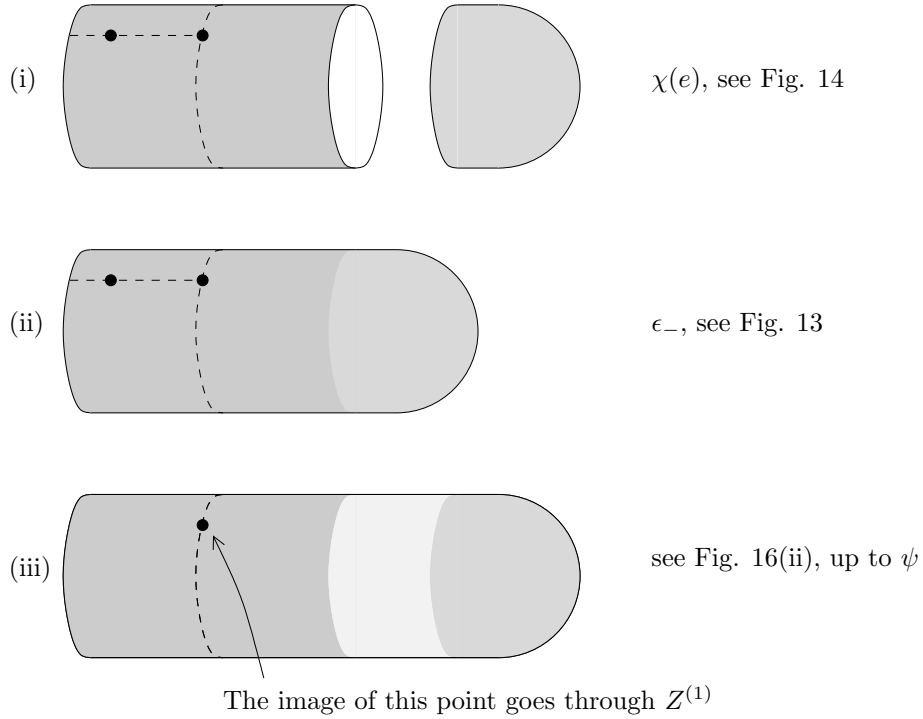 (i) χ(e), see Fig. 14
(ii) ϵ₋, see Fig. 13
(iii) see Fig. 16(ii), up to ψ
The image of this point goes through Z⁽¹⁾